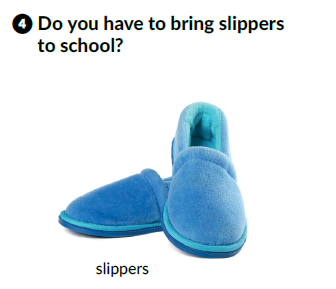 4 Do you have to bring slippers
to school?
slippers